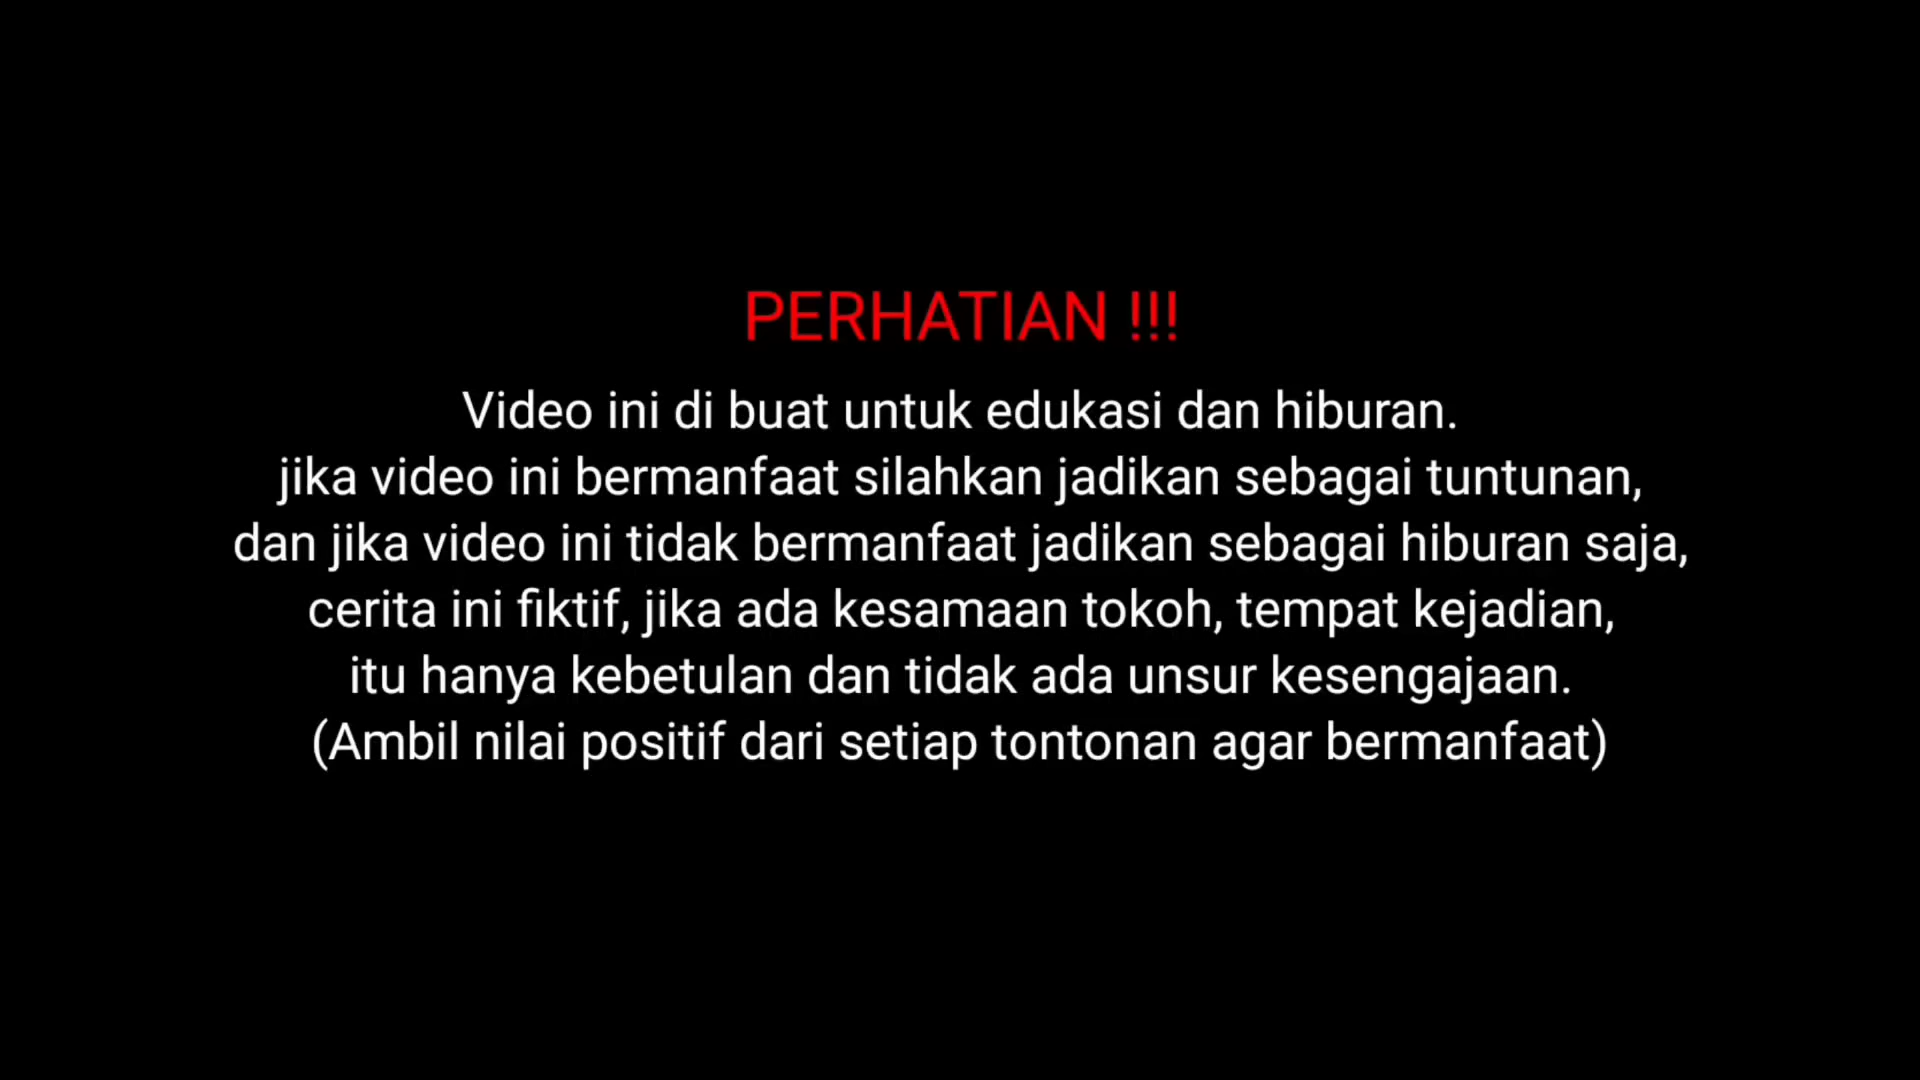 PERHATIAN !!!
Video ini di buat untuk edukasi dan hiburan.
jika video ini bermanfaat silahkan jadikan sebagai tuntunan,
dan jika video ini tidak bermanfaat jadikan sebagai hiburan saja,
cerita ini fiktif, jika ada kesamaan tokoh, tempat kejadian,
itu hanya kebetulan dan tidak ada unsur kesengajaan.
(Ambil nilai positif dari setiap tontonan agar bermanfaat)